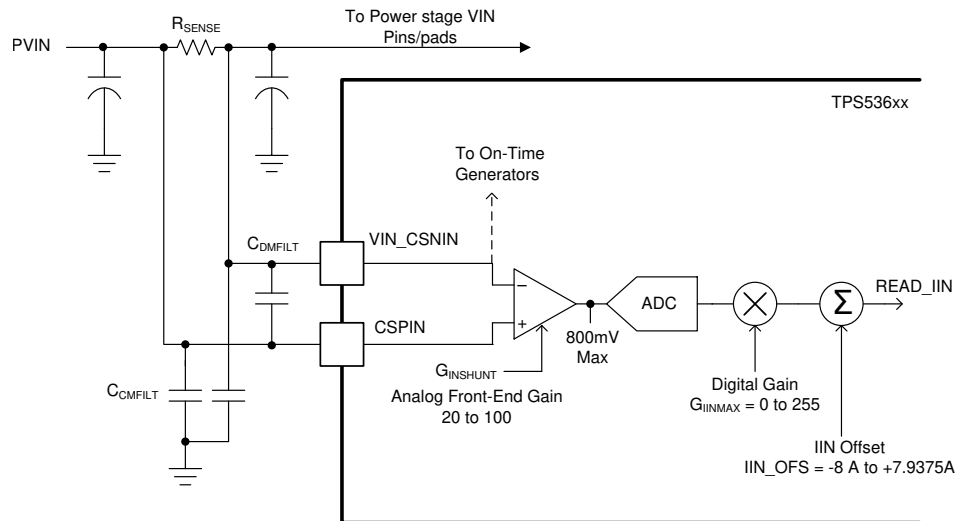 PVIN
RSENSE
To Power stage VIN
Pins/pads
TPS536xx
To On-Time
Generators
CDMFILT
VIN_CSNIN
CSPIN
CCMFILT
−
+
GINSHUNT
Analog Front-End Gain
20 to 100
800mV
Max
ADC
Digital Gain
GIINMAX = 0 to 255
Σ
READ_IIN
IIN Offset
IIN_OFS = -8 A to +7.9375A